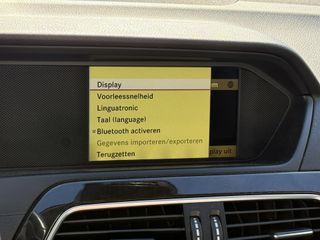 Display
Voorleessnelheid
Linguatronic
Taal (language)
Bluetooth activeren
Gegevens importeren/exporteren
Terugzetten
play uit